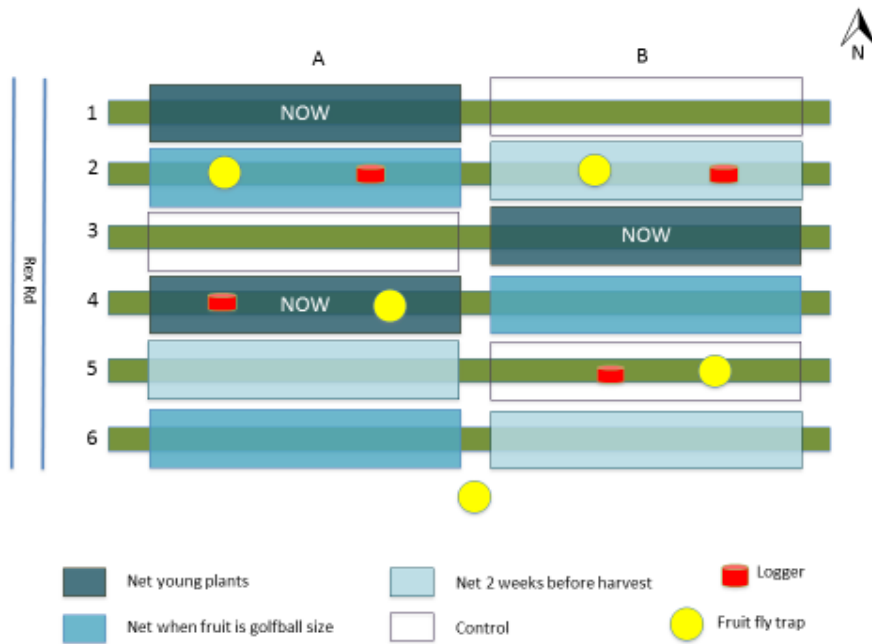 A
B
N
1
NOW
2
3
NOW
Rex Rd
4
NOW
5
6
Net young plants
Net 2 weeks before harvest
Logger
Net when fruit is golfball size
Control
Fruit fly trap